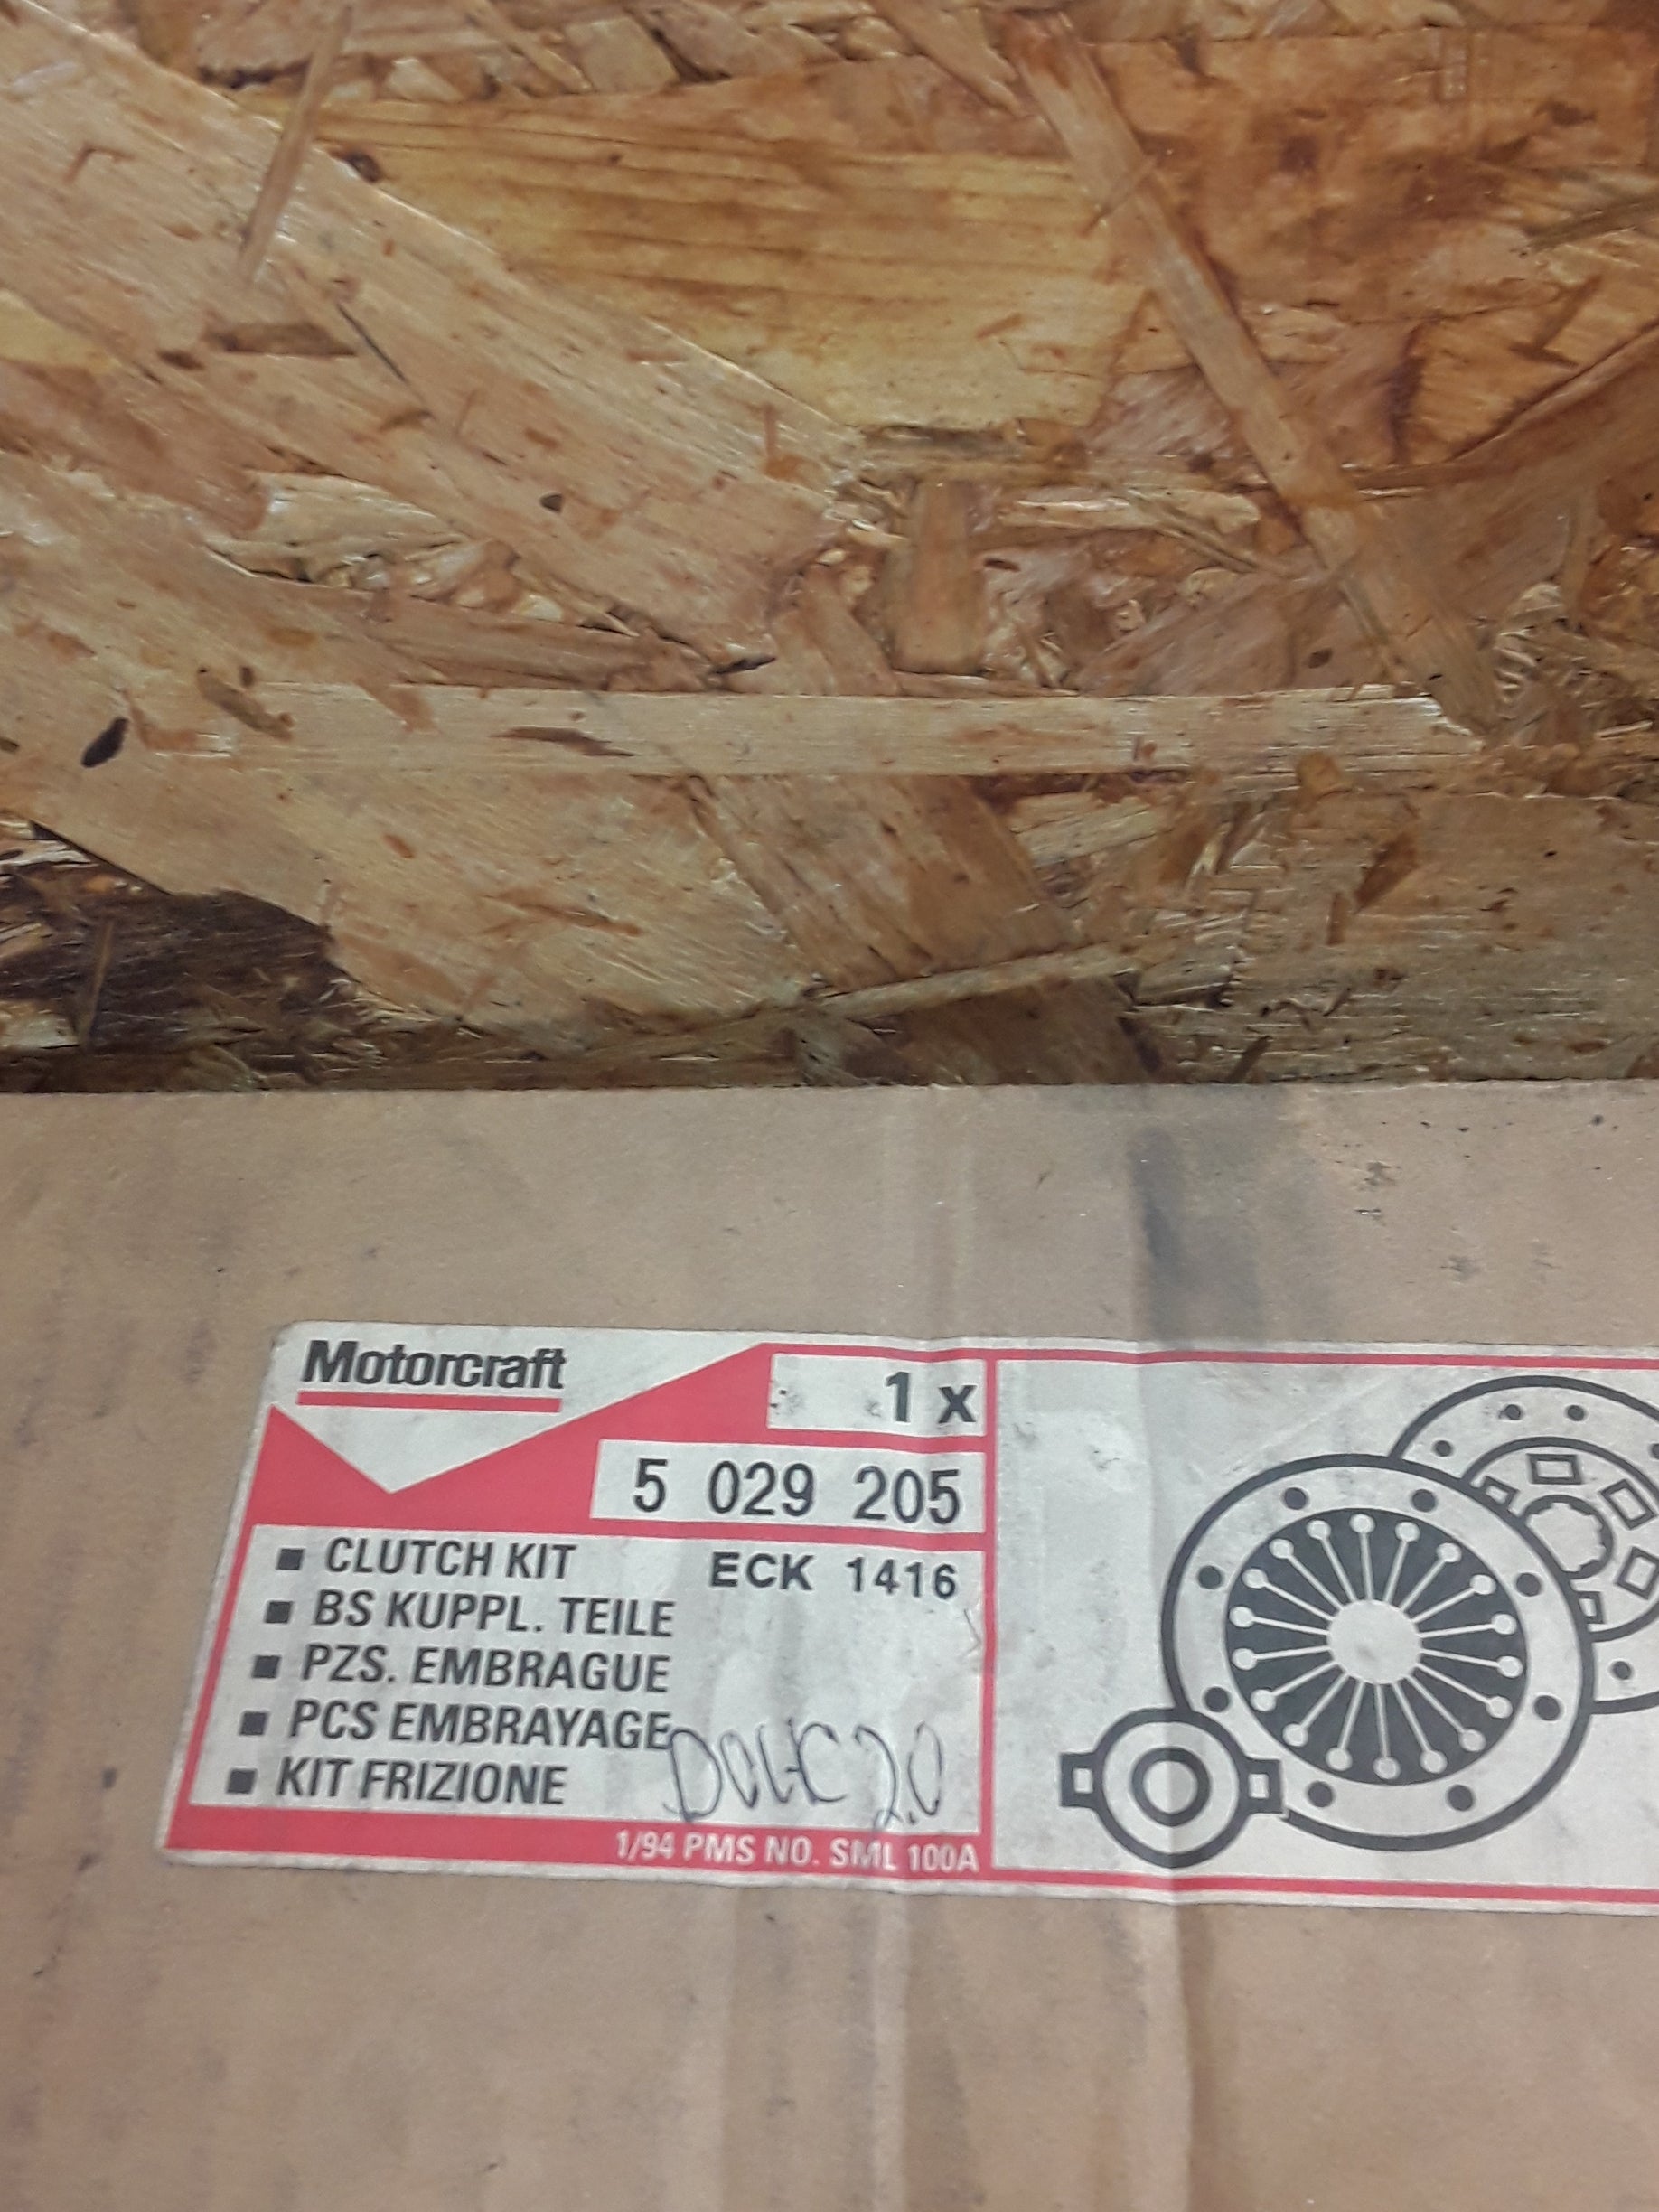 Motorcraft
1 x
5 029 205
■ CLUTCH KIT ECK 1416
■ BS KUPPL. TEILE
■ PZS. EMBRAGUE
■ PCS EMBRAYAGE
■ KIT FRIZIONE
DOHC 2.0
1/94 PMS NO. SML 100A